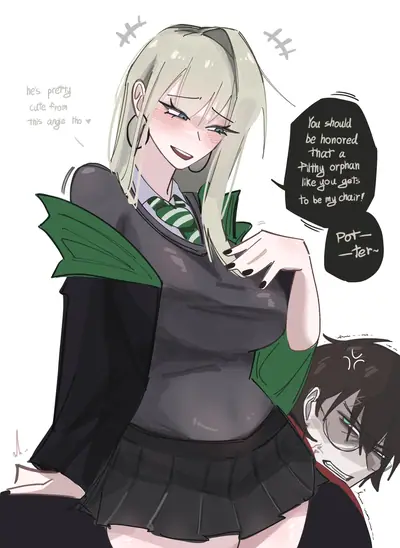 he's pretty
cute from
this angle tho ♥
You should
be honored
that a
filthy orphan
like you gets
to be my chair!
Pot—
—ter~